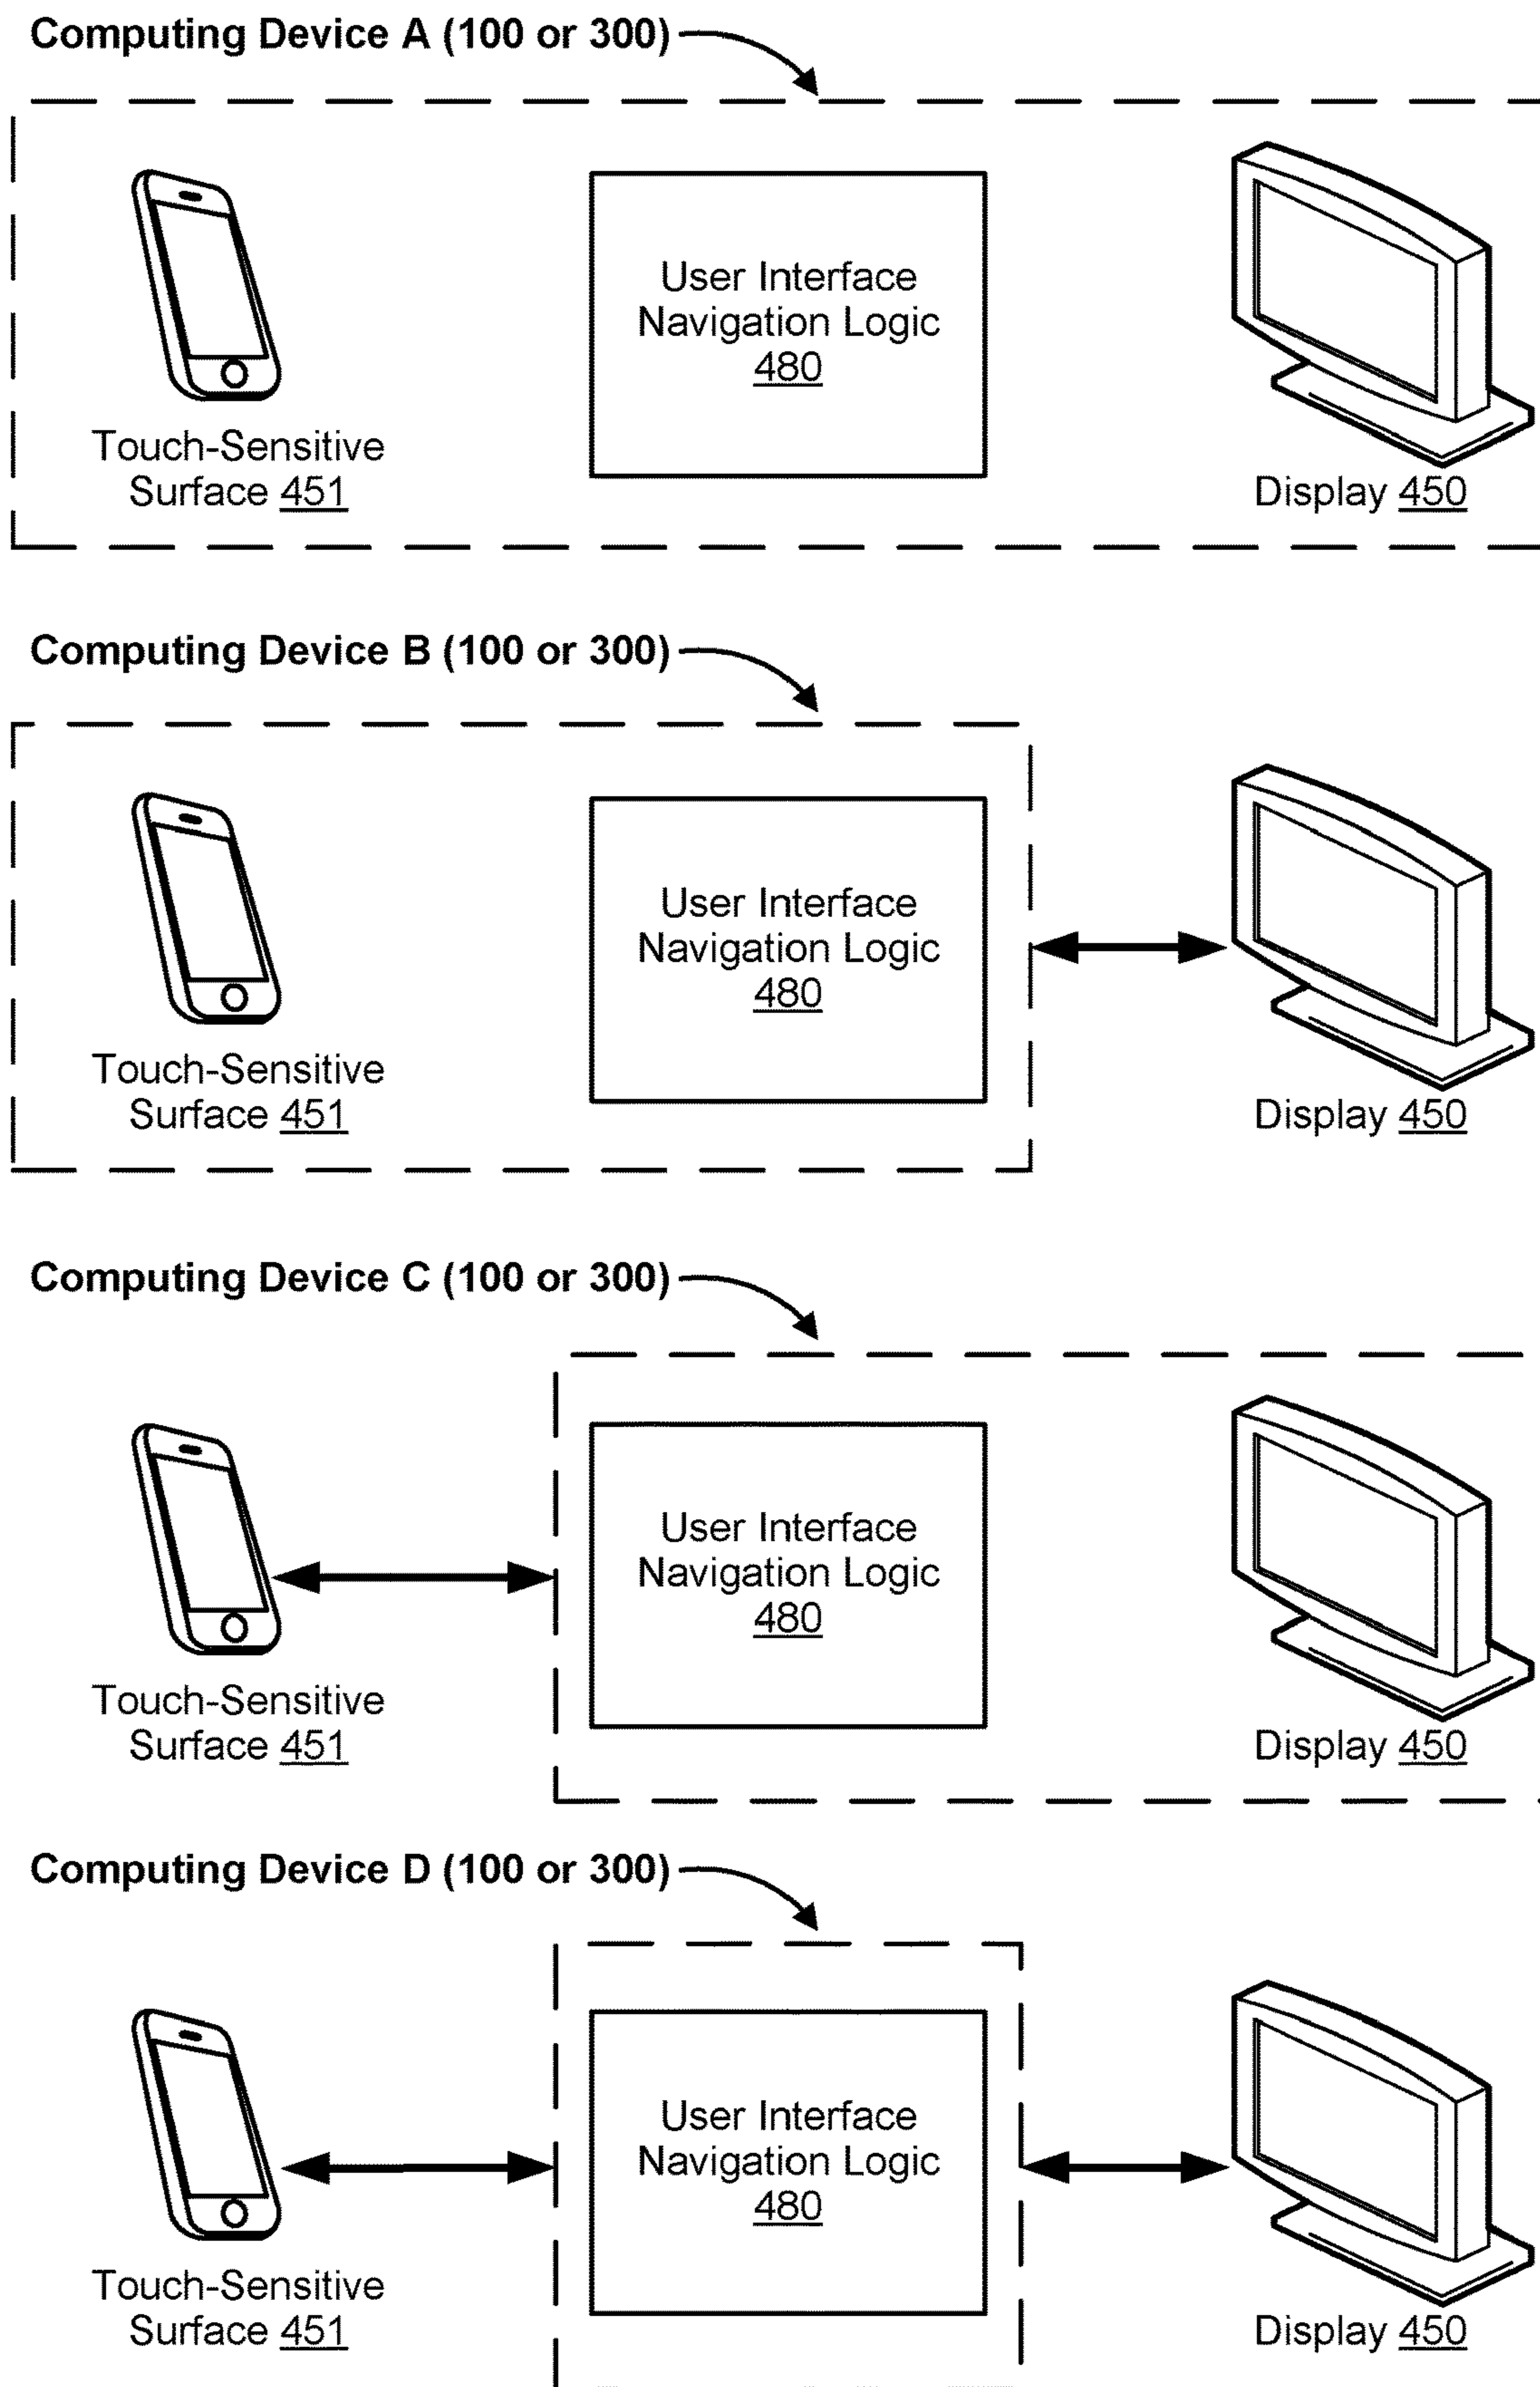 Computing Device A (100 or 300)
User Interface
Navigation Logic
480
Touch-Sensitive
Surface 451
Display 450
Computing Device B (100 or 300)
User Interface
Navigation Logic
480
Touch-Sensitive
Surface 451
Display 450
Computing Device C (100 or 300)
User Interface
Navigation Logic
480
Touch-Sensitive
Surface 451
Display 450
Computing Device D (100 or 300)
User Interface
Navigation Logic
480
Touch-Sensitive
Surface 451
Display 450